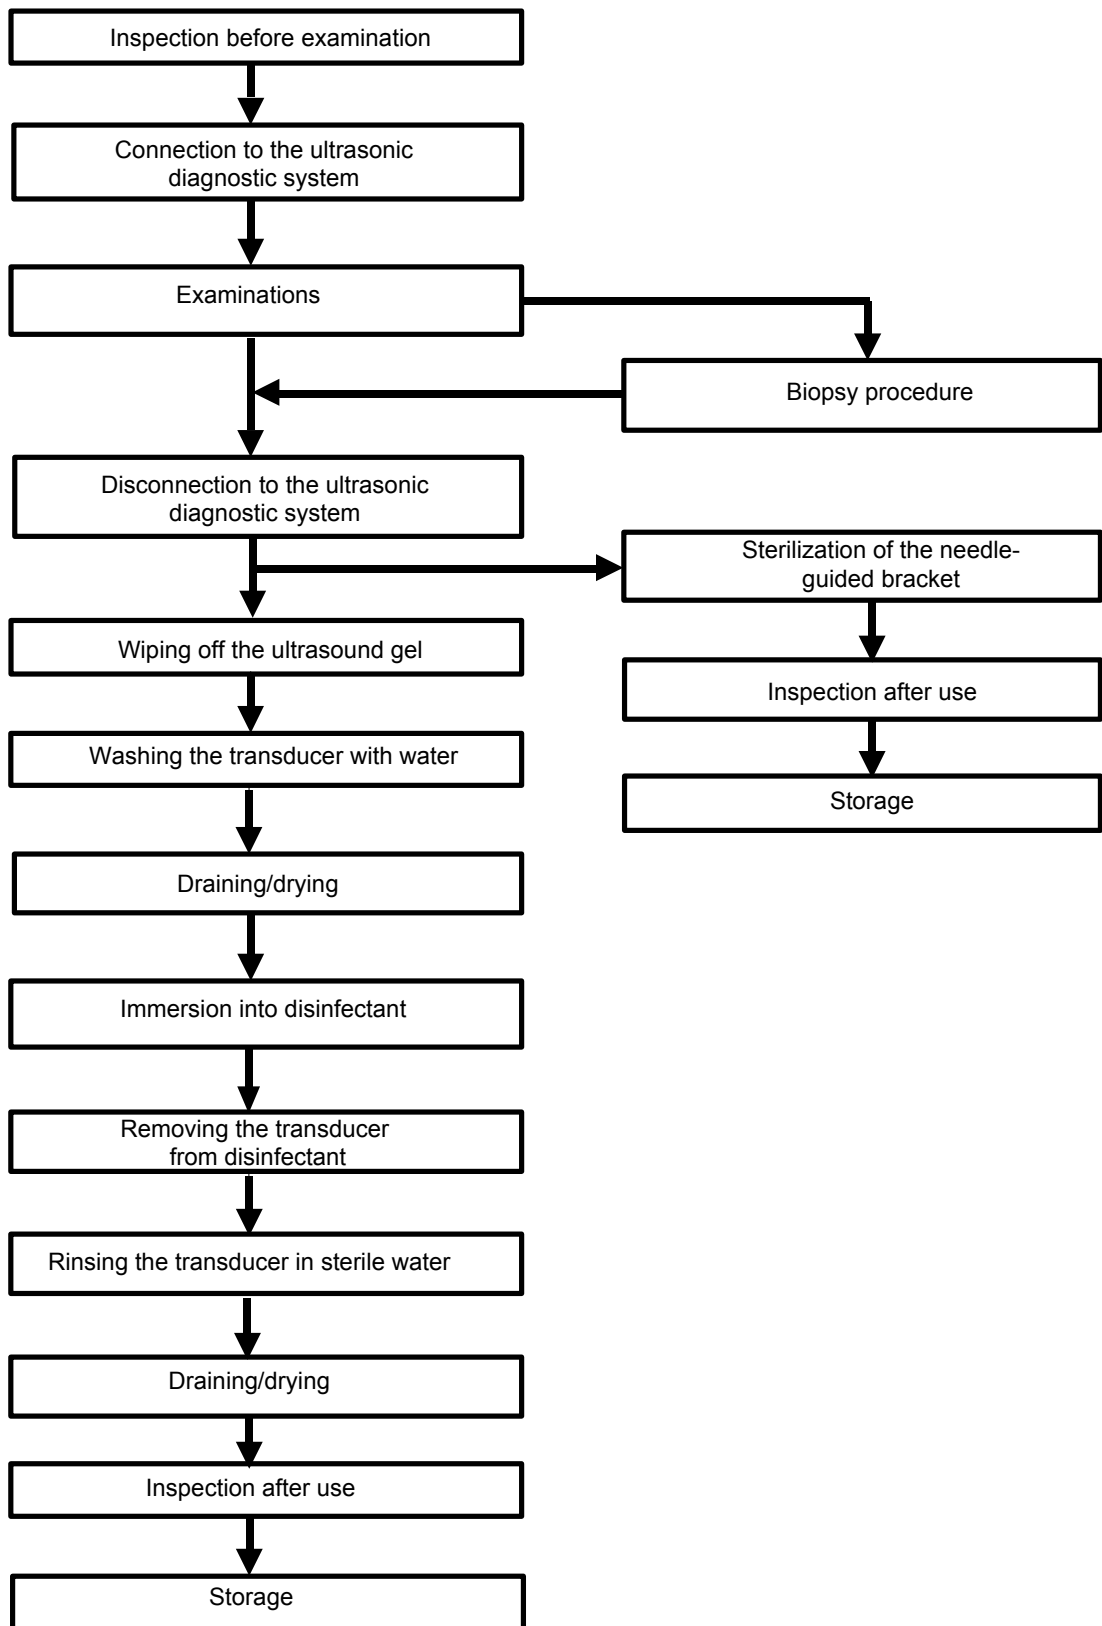 Inspection before examination
Connection to the ultrasonic
diagnostic system
Examinations
Biopsy procedure
Disconnection to the ultrasonic
diagnostic system
Sterilization of the needle-
guided bracket
Wiping off the ultrasound gel
Inspection after use
Washing the transducer with water
Storage
Draining/drying
Immersion into disinfectant
Removing the transducer
from disinfectant
Rinsing the transducer in sterile water
Draining/drying
Inspection after use
Storage